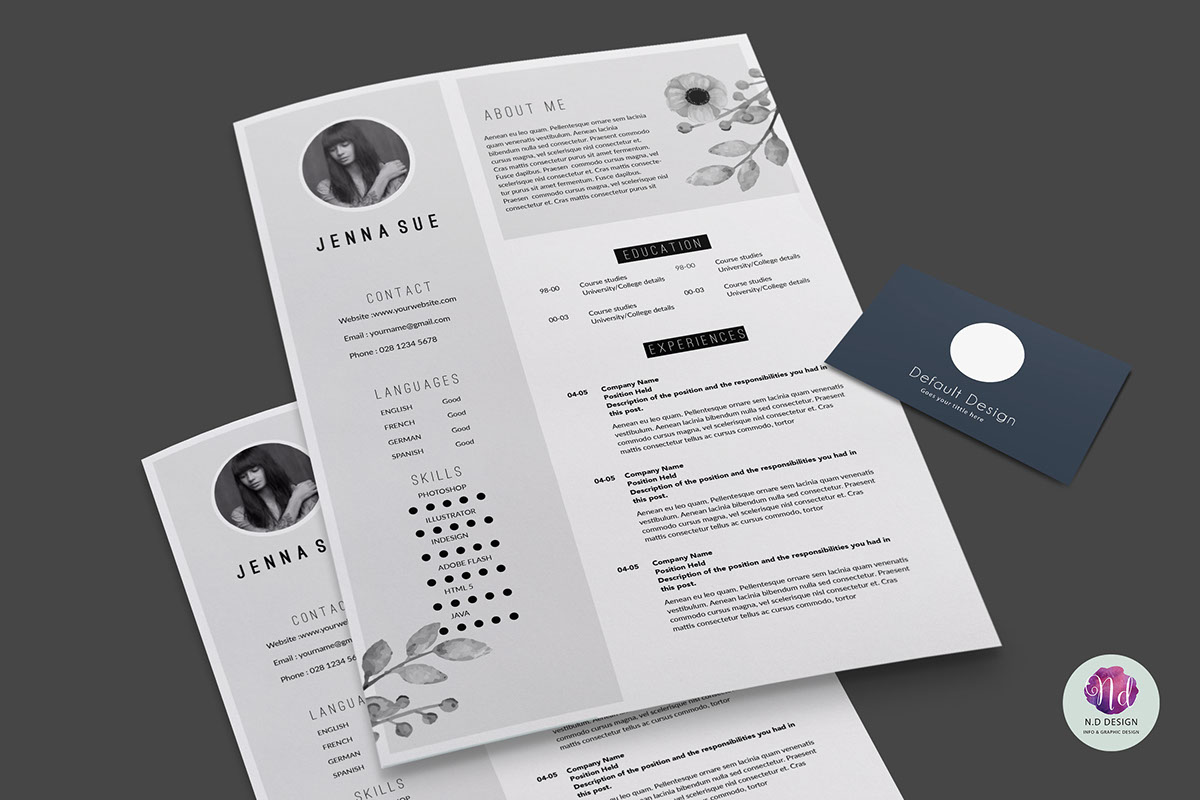 JENNA SUE
CONTACT
Website :www.yourwebsite.com
Email : yourname@gmail.com
Phone : 028 1234 5678
LANGUAGES
ENGLISH Good
FRENCH Good
GERMAN Good
SPANISH Good
SKILLS
PHOTOSHOP
ILLUSTRATOR
INDESIGN
ADOBE FLASH
HTML 5
JAVA
ABOUT ME
Aenean eu leo quam. Pellentesque ornare sem lacinia
quam venenatis vestibulum. Aenean lacinia
bibendum nulla sed consectetur. Praesent commodo
cursus magna, vel scelerisque nisl consectetur et.
Cras mattis consectetur purus sit amet fermentum.
Fusce dapibus. Praesen commodo cursus magna, vel
scelerisque nisl consectetur et. Cras mattis consecte-
tur purus sit amet fermentum. Fusce dapibus.
Praesen commodo cursus magna, vel scelerisque nisl
consectetur et. Cras mattis consectetur purus sit
EDUCATION
98-00 Course studies
University/College details
98-00 Course studies
University/College details
00-03 Course studies
University/College details
00-03 Course studies
University/College details
EXPERIENCES
04-05 Company Name
Position Held
Description of the position and the responsibilities you had in
this post.
Aenean eu leo quam. Pellentesque ornare sem lacinia quam venenatis
vestibulum. Aenean lacinia bibendum nulla sed consectetur. Praesent
commodo cursus magna, vel scelerisque nisl consectetur et. Cras
mattis consectetur tellus ac cursus commodo, tortor
04-05 Company Name
Position Held
Description of the position and the responsibilities you had in
this post.
Aenean eu leo quam. Pellentesque ornare sem lacinia quam venenatis
vestibulum. Aenean lacinia bibendum nulla sed consectetur. Praesent
commodo cursus magna, vel scelerisque nisl consectetur et. Cras
mattis consectetur tellus ac cursus commodo, tortor
04-05 Company Name
Position Held
Description of the position and the responsibilities you had in
this post.
Aenean eu leo quam. Pellentesque ornare sem lacinia quam venenatis
vestibulum. Aenean lacinia bibendum nulla sed consectetur. Praesent
commodo cursus magna, vel scelerisque nisl consectetur et. Cras
mattis consectetur tellus ac cursus commodo, tortor
Default Design
Goes your tittle here
JENNA S
CONTAC
Website :www.yourwe
Email : yourname@gm
Phone : 028 1234 56
LANGUA
ENGLISH
FRENCH
GERMAN
SPANISH
SKILLS
vestibulum. Aenean lacinia bibendum nulla sed consectetur. Praesent
commodo cursus magna, vel scelerisque nisl consectetur et. Cras
mattis consectetur tellus ac cursus commodo, tortor
04-05 Company Name
Position Held
Description of the position and the responsibilities you had in
this post.
Aenean eu leo quam. Pellentesque ornare sem lacinia quam venenatis
vestibulum. Aenean lacinia bibendum nulla sed consectetur. Praesent
Nd
N.D DESIGN
INFO & GRAPHIC DESIGN